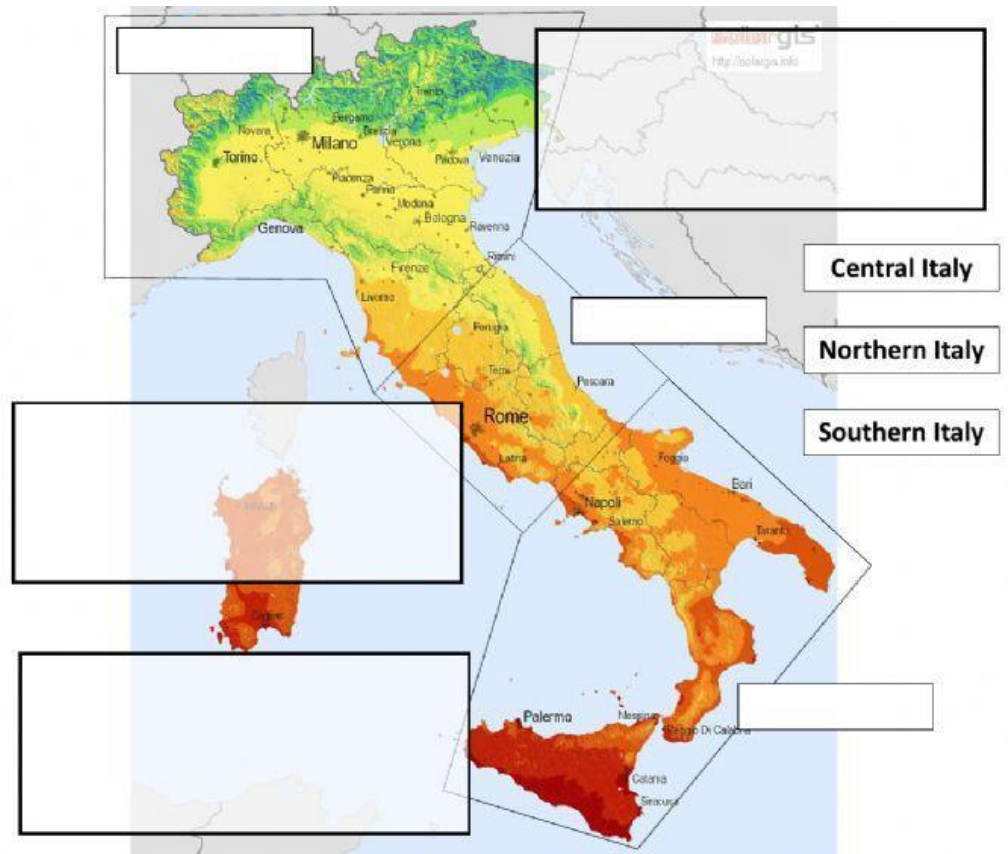 solargis
http://solargis.info
Trento
Bergamo
Novara
Milano
Brescia
Verona
Torino
Padova
Venezia
Piacenza
Parma
Modena
Bologna
Genova
Ravenna
Rimini
Firenze
Central Italy
Livorno
Perugia
Northern Italy
Terni
Pescara
Rome
Southern Italy
Latina
Foggia
Bari
Napoli
Salerno
Taranto
Palermo
Messina
Reggio Di Calabria
Catania
Siracusa